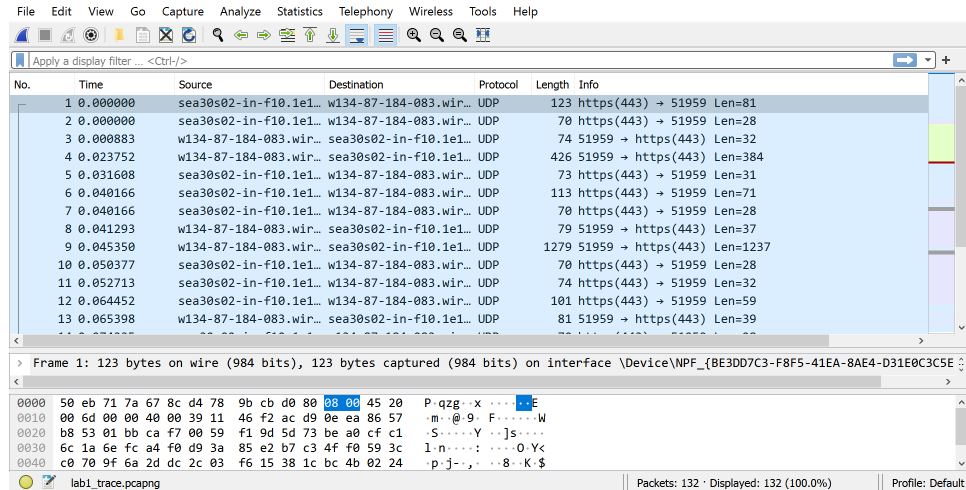 File Edit View Go Capture Analyze Statistics Telephony Wireless Tools Help
Apply a display filter ... <Ctrl-/>
No. Time Source Destination Protocol Length Info
1 0.000000 sea30s02-in-f10.1e1… w134-87-184-083.wir… UDP 123 https(443) → 51959 Len=81
2 0.000000 sea30s02-in-f10.1e1… w134-87-184-083.wir… UDP 70 https(443) → 51959 Len=28
3 0.000883 w134-87-184-083.wir… sea30s02-in-f10.1e1… UDP 74 51959 → https(443) Len=32
4 0.023752 sea30s02-in-f10.1e1… w134-87-184-083.wir… UDP 426 https(443) → 51959 Len=384
5 0.031608 w134-87-184-083.wir… sea30s02-in-f10.1e1… UDP 73 51959 → https(443) Len=31
6 0.040166 sea30s02-in-f10.1e1… w134-87-184-083.wir… UDP 113 https(443) → 51959 Len=71
7 0.040166 sea30s02-in-f10.1e1… w134-87-184-083.wir… UDP 70 https(443) → 51959 Len=28
8 0.041293 w134-87-184-083.wir… sea30s02-in-f10.1e1… UDP 79 51959 → https(443) Len=37
9 0.045350 w134-87-184-083.wir… sea30s02-in-f10.1e1… UDP 1279 51959 → https(443) Len=1237
10 0.050377 sea30s02-in-f10.1e1… w134-87-184-083.wir… UDP 70 https(443) → 51959 Len=28
11 0.052713 sea30s02-in-f10.1e1… w134-87-184-083.wir… UDP 74 https(443) → 51959 Len=32
12 0.064452 sea30s02-in-f10.1e1… w134-87-184-083.wir… UDP 101 https(443) → 51959 Len=59
13 0.065398 w134-87-184-083.wir… sea30s02-in-f10.1e1… UDP 81 51959 → https(443) Len=39
Frame 1: 123 bytes on wire (984 bits), 123 bytes captured (984 bits) on interface \Device\NPF_{BE3DD7C3-F8F5-41EA-8AE4-D31E0C3C5E
0000 50 eb 71 7a 67 8c d4 78 9b cb d0 80 08 00 45 20 P·qzg··x ······E
0010 00 6d 00 00 40 00 39 11 46 f2 ac d9 0e ea 86 57 ·m··@·9· F······W
0020 b8 53 01 bb ca f7 00 59 f1 9d 5d 73 be a0 cf c1 ·S·····Y ··]s····
0030 6c 1a 6e fc a4 f0 d9 3a 85 e2 b7 c3 4f f0 59 3c l·n····: ····O·Y<
0040 c0 70 9f 6a 2d dc 2c 03 f6 15 38 1c bc 4b 02 24 ·p·j-·,· ··8··K·$
lab1_trace.pcapng Packets: 132 · Displayed: 132 (100.0%) Profile: Default